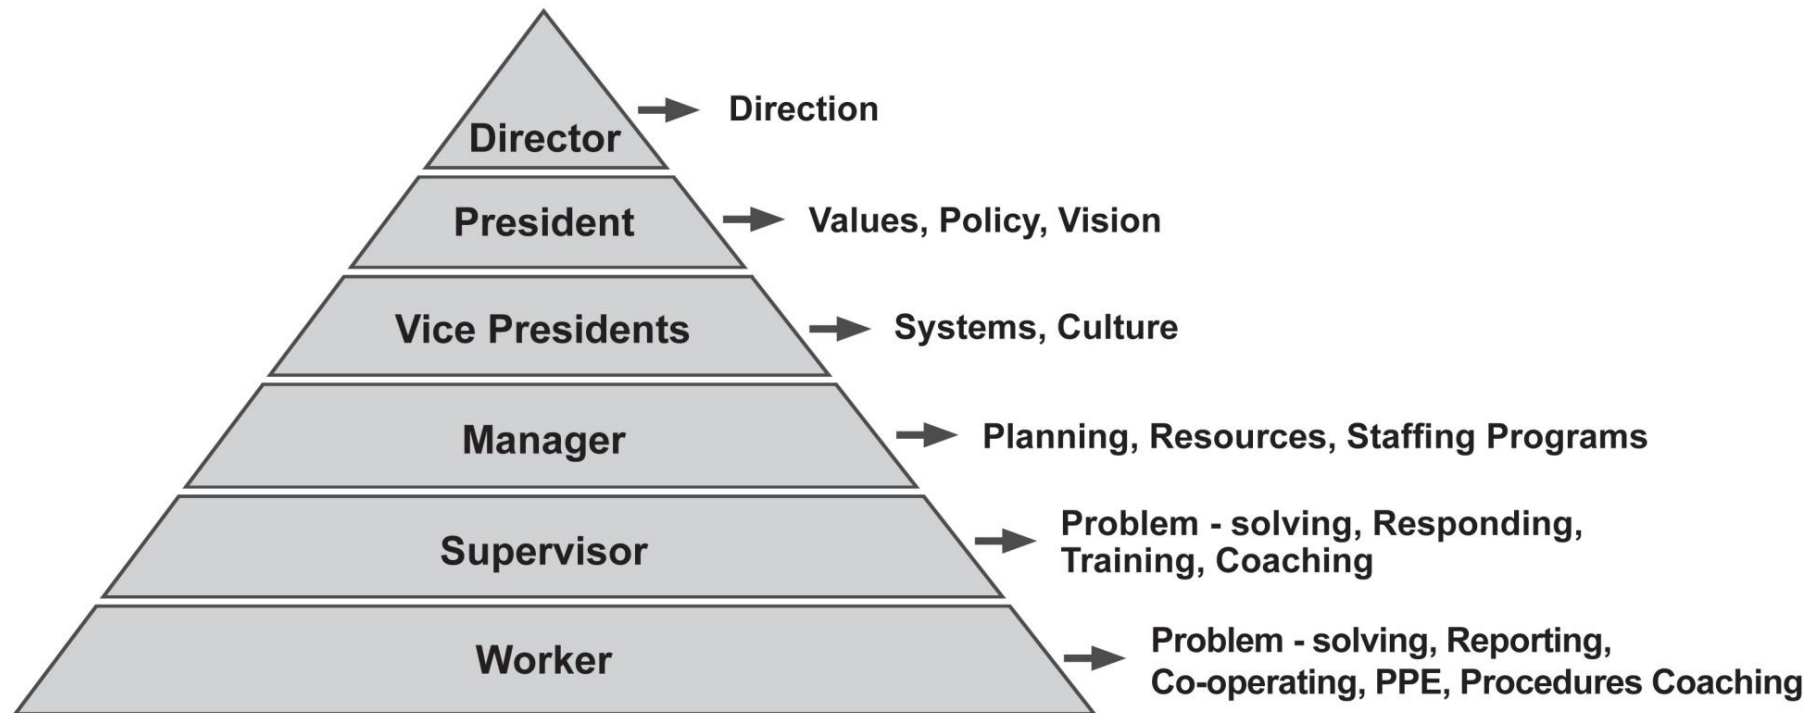 Director
Direction
President
Values, Policy, Vision
Vice Presidents
Systems, Culture
Manager
Planning, Resources, Staffing Programs
Supervisor
Problem - solving, Responding,
Training, Coaching
Worker
Problem - solving, Reporting,
Co-operating, PPE, Procedures Coaching